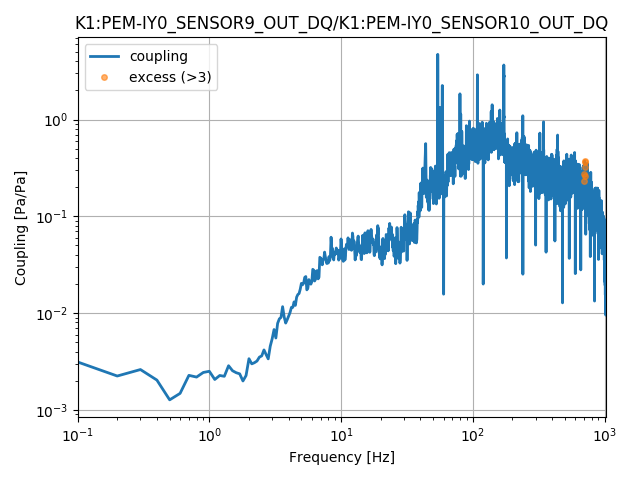 K1:PEM-IY0_SENSOR9_OUT_DQ/K1:PEM-IY0_SENSOR10_OUT_DQ
coupling
excess (>3)
Coupling [Pa/Pa]
10⁰
10⁻¹
10⁻²
10⁻³
10⁻¹ 10⁰ 10¹ 10² 10³
Frequency [Hz]